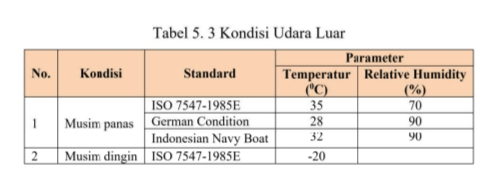 Tabel 5. 3 Kondisi Udara Luar
No. Kondisi Standard Parameter
Temperatur (⁰C) Relative Humidity (%)
1 Musim panas ISO 7547-1985E 35 70
German Condition 28 90
Indonesian Navy Boat 32 90
2 Musim dingin ISO 7547-1985E -20